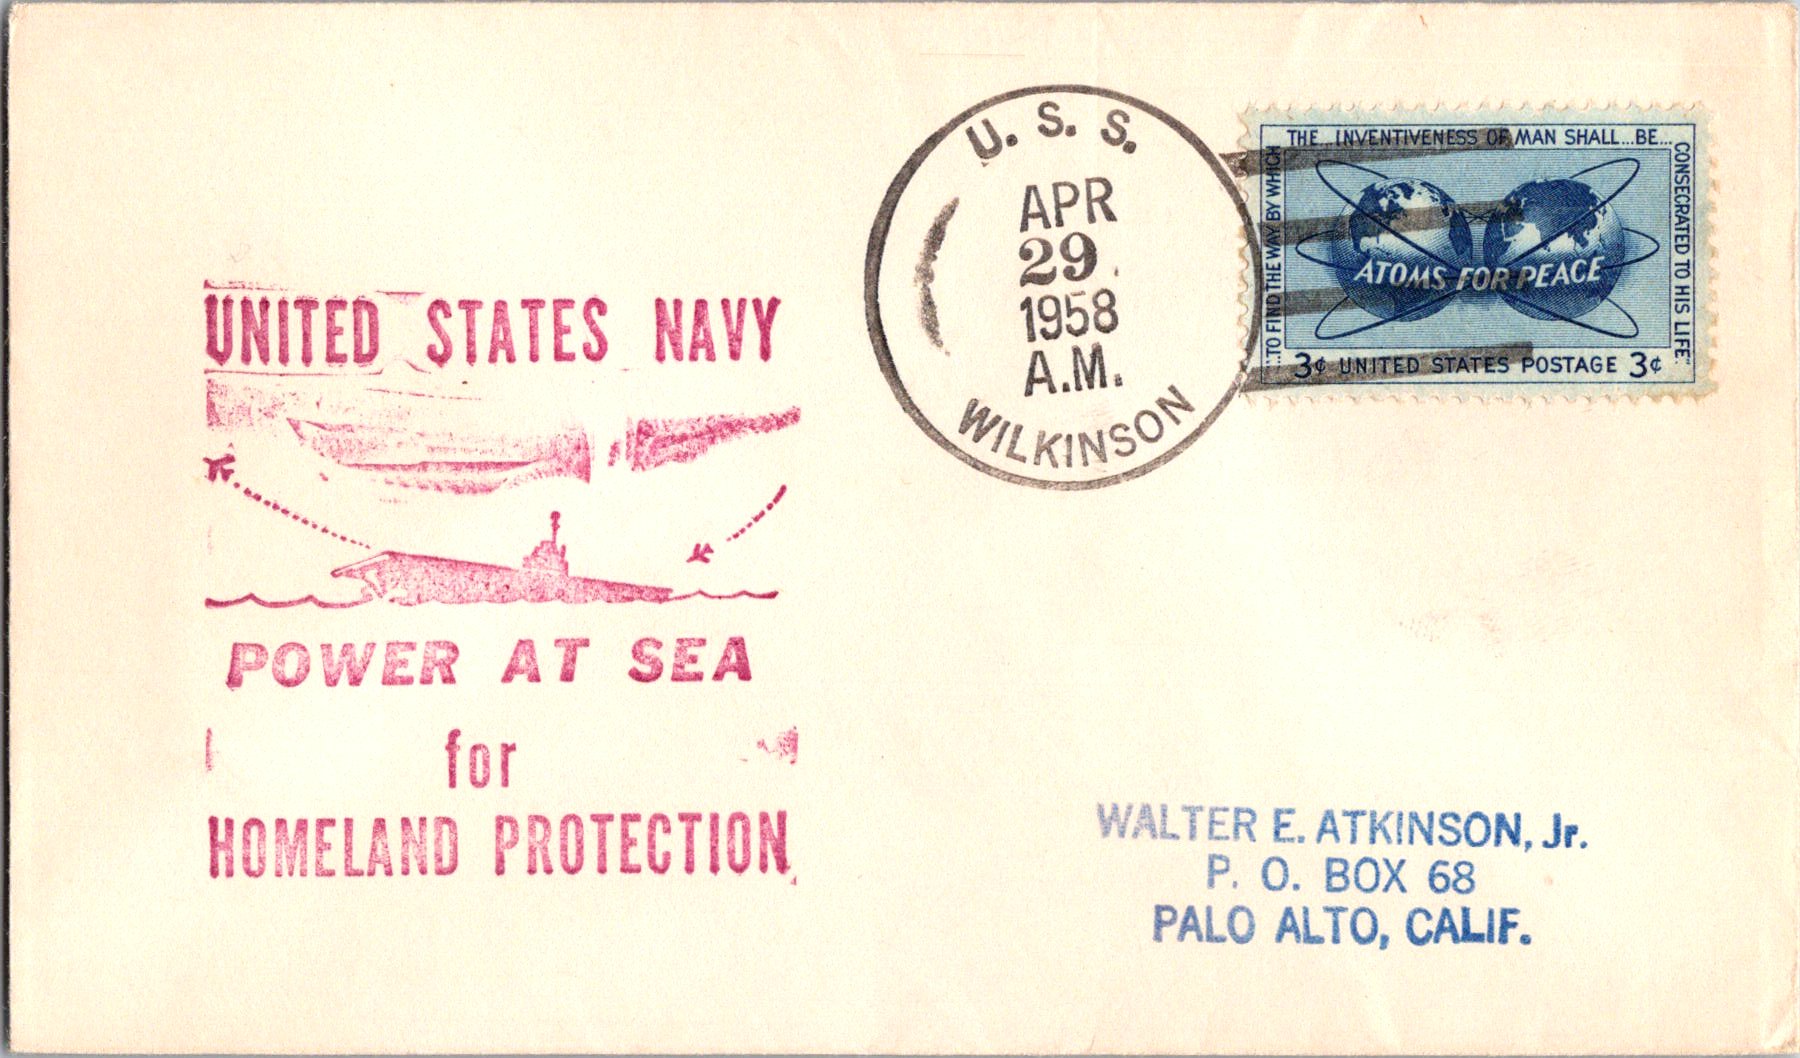 U. S. S.
APR
29
1958
A.M.
WILKINSON
THE...INVENTIVENESS OF MAN SHALL...BE...
...TO FIND THE WAY BY WHICH
CONSECRATED TO HIS LIFE."
ATOMS FOR PEACE
3¢ UNITED STATES POSTAGE 3¢
UNITED STATES NAVY
POWER AT SEA
for
HOMELAND PROTECTION
WALTER E. ATKINSON, Jr.
P. O. BOX 68
PALO ALTO, CALIF.